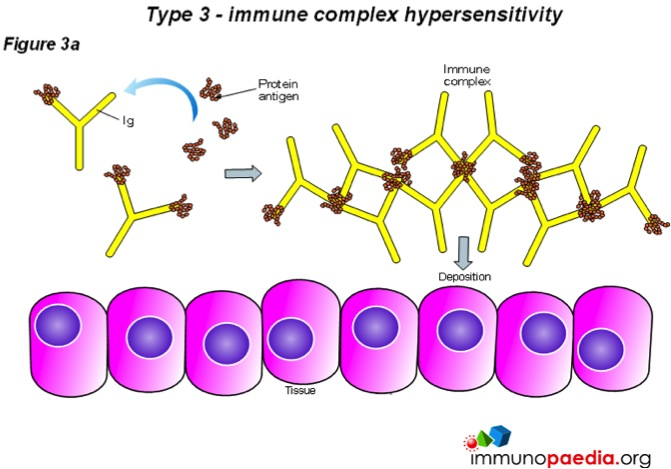 Type 3 - immune complex hypersensitivity
Figure 3a
Protein
antigen
Ig
Immune
complex
Deposition
Tissue
immunopaedia.org